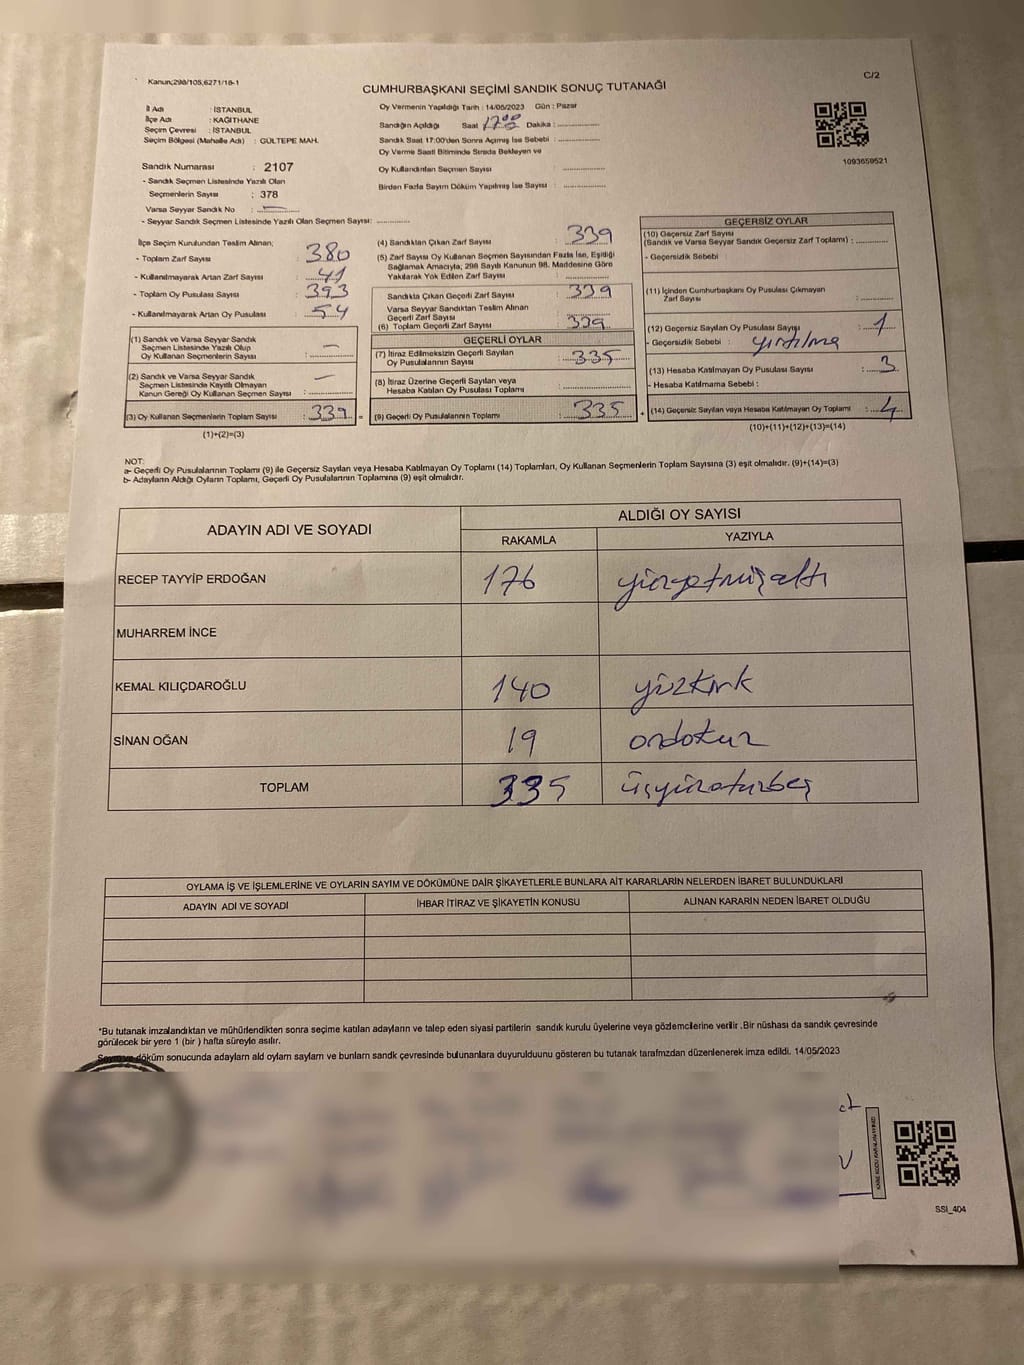 Kanun;298/105,6271/18-1
C/2
CUMHURBAŞKANI SEÇİMİ SANDIK SONUÇ TUTANAĞI
İl Adı : İSTANBUL
İlçe Adı : KAĞITHANE
Seçim Çevresi : İSTANBUL
Seçim Bölgesi (Mahalle Adı) : GÜLTEPE MAH.
Oy Vermenin Yapıldığı Tarih : 14/05/2023 Gün : Pazar
Sandığın Açıldığı Saat 17:00 Dakika : ..............
Sandık Saat 17:00'den Sonra Açılmış İse Sebebi : ..............
Oy Verme Saati Bitiminde Sırada Bekleyen ve
Oy Kullandırılan Seçmen Sayısı : ..............
Birden Fazla Sayım Döküm Yapılmış İse Sayısı : ..............
1093659521
Sandık Numarası : 2107
- Sandık Seçmen Listesinde Yazılı Olan
Seçmenlerin Sayısı : 378
Varsa Seyyar Sandık No : —
- Seyyar Sandık Seçmen Listesinde Yazılı Olan Seçmen Sayısı: ............
İlçe Seçim Kurulundan Teslim Alınan;
- Toplam Zarf Sayısı : 380
- Kullanılmayarak Artan Zarf Sayısı : 41
- Toplam Oy Pusulası Sayısı : 393
- Kullanılmayarak Artan Oy Pusulası : 54
(1) Sandık ve Varsa Seyyar Sandık
Seçmen Listesinde Yazılı Olup
Oy Kullanan Seçmenlerin Sayısı : —
(2) Sandık ve Varsa Seyyar Sandık
Seçmen Listesinde Kayıtlı Olmayan
Kanun Gereği Oy Kullanan Seçmen Sayısı : —
(3) Oy Kullanan Seçmenlerin Toplam Sayısı : 339 =
(1)+(2)=(3)
(4) Sandıktan Çıkan Zarf Sayısı : 339
(5) Zarf Sayısı Oy Kullanan Seçmen Sayısından Fazla İse, Eşitliği
Sağlamak Amacıyla; 298 Sayılı Kanunun 98. Maddesine Göre
Yakılarak Yok Edilen Zarf Sayısı : ..............
Sandıkta Çıkan Geçerli Zarf Sayısı : 339
Varsa Seyyar Sandıktan Teslim Alınan
Geçerli Zarf Sayısı
(6) Toplam Geçerli Zarf Sayısı : 339
GEÇERLİ OYLAR
(7) İtiraz Edilmeksizin Geçerli Sayılan
Oy Pusulalarının Sayısı : 335
(8) İtiraz Üzerine Geçerli Sayılan veya
Hesaba Katılan Oy Pusulası Toplamı : ..............
(9) Geçerli Oy Pusulalarının Toplamı : 335 +
GEÇERSİZ OYLAR
(10) Geçersiz Zarf Sayısı
(Sandık ve Varsa Seyyar Sandık Geçersiz Zarf Toplamı) : ............
- Geçersizlik Sebebi :
(11) İçinden Cumhurbaşkanı Oy Pusulası Çıkmayan
Zarf Sayısı : ............
(12) Geçersiz Sayılan Oy Pusulası Sayısı : 1
- Geçersizlik Sebebi : yırtılma
(13) Hesaba Katılmayan Oy Pusulası Sayısı : 3
- Hesaba Katılmama Sebebi :
(14) Geçersiz Sayılan veya Hesaba Katılmayan Oy Toplamı : 4
(10)+(11)+(12)+(13)=(14)
NOT:
a- Geçerli Oy Pusulalarının Toplamı (9) ile Geçersiz Sayılan veya Hesaba Katılmayan Oy Toplamı (14) Toplamları, Oy Kullanan Seçmenlerin Toplam Sayısına (3) eşit olmalıdır. (9)+(14)=(3)
b- Adayların Aldığı Oyların Toplamı, Geçerli Oy Pusulalarının Toplamına (9) eşit olmalıdır.
ADAYIN ADI VE SOYADI ALDIĞI OY SAYISI
RAKAMLA YAZIYLA
RECEP TAYYİP ERDOĞAN 176 yüzyetmişaltı
MUHARREM İNCE
KEMAL KILIÇDAROĞLU 140 yüzkırk
SİNAN OĞAN 19 ondokuz
TOPLAM 335 üçyüzotuzbeş
OYLAMA İŞ VE İŞLEMLERİNE VE OYLARIN SAYIM VE DÖKÜMÜNE DAİR ŞİKAYETLERLE BUNLARA AİT KARARLARIN NELERDEN İBARET BULUNDUKLARI
ADAYIN ADI VE SOYADI İHBAR İTİRAZ VE ŞİKAYETİN KONUSU ALINAN KARARIN NEDEN İBARET OLDUĞU
*Bu tutanak imzalandıktan ve mühürlendikten sonra seçime katılan adayların ve talep eden siyasi partilerin sandık kurulu üyelerine veya gözlemcilerine verilir .Bir nüshası da sandık çevresinde
görülecek bir yere 1 (bir ) hafta süreyle asılır.
döküm sonucunda adayların ald oyların sayıların ve bunların sandk çevresinde bulunanlara duyurulduunu gösteren bu tutanak tarafmzdan düzenlenerek imza edildi. 14/05/2023
SSI_404